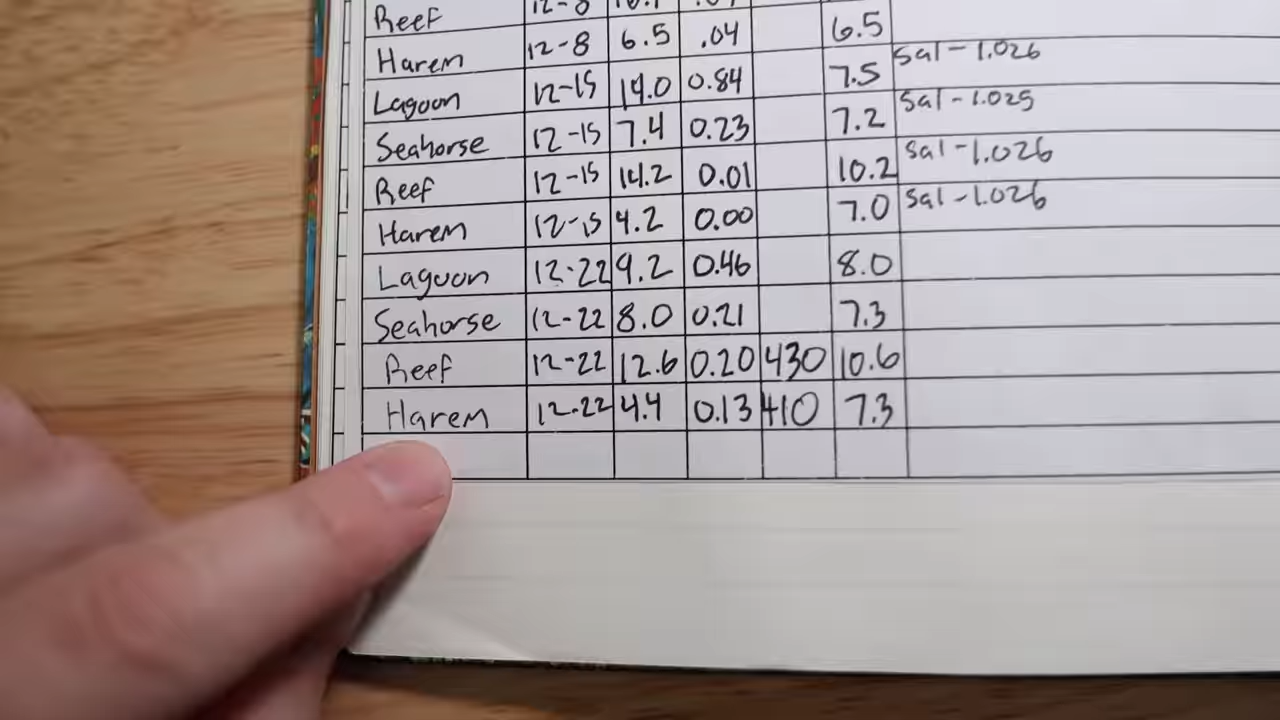 Reef 12-8
Harem 12-8 6.5 .04 6.5
Lagoon 12-15 14.0 0.84 7.5 Sal - 1.026
Seahorse 12-15 7.4 0.23 7.2 Sal - 1.025
Reef 12-15 14.2 0.01 10.2 Sal - 1.026
Harem 12-15 4.2 0.00 7.0 Sal - 1.026
Lagoon 12-22 9.2 0.46 8.0
Seahorse 12-22 8.0 0.21 7.3
Reef 12-22 12.6 0.20 430 10.6
Harem 12-22 4.4 0.13 410 7.3